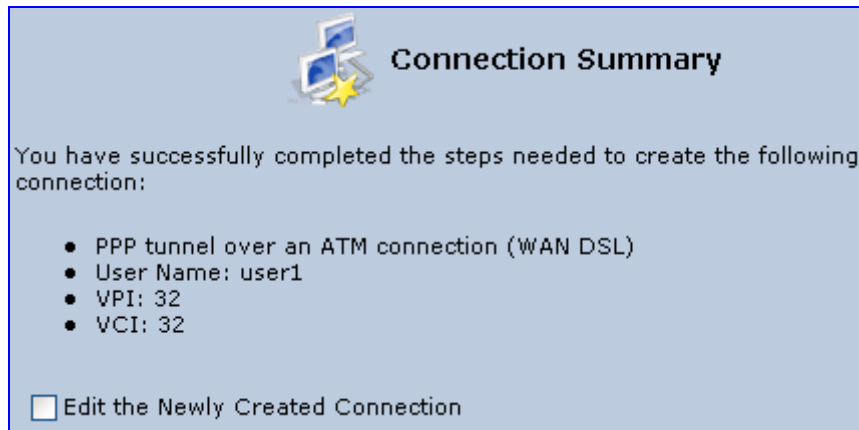 Connection Summary
You have successfully completed the steps needed to create the following
connection:
● PPP tunnel over an ATM connection (WAN DSL)
● User Name: user1
● VPI: 32
● VCI: 32
Edit the Newly Created Connection